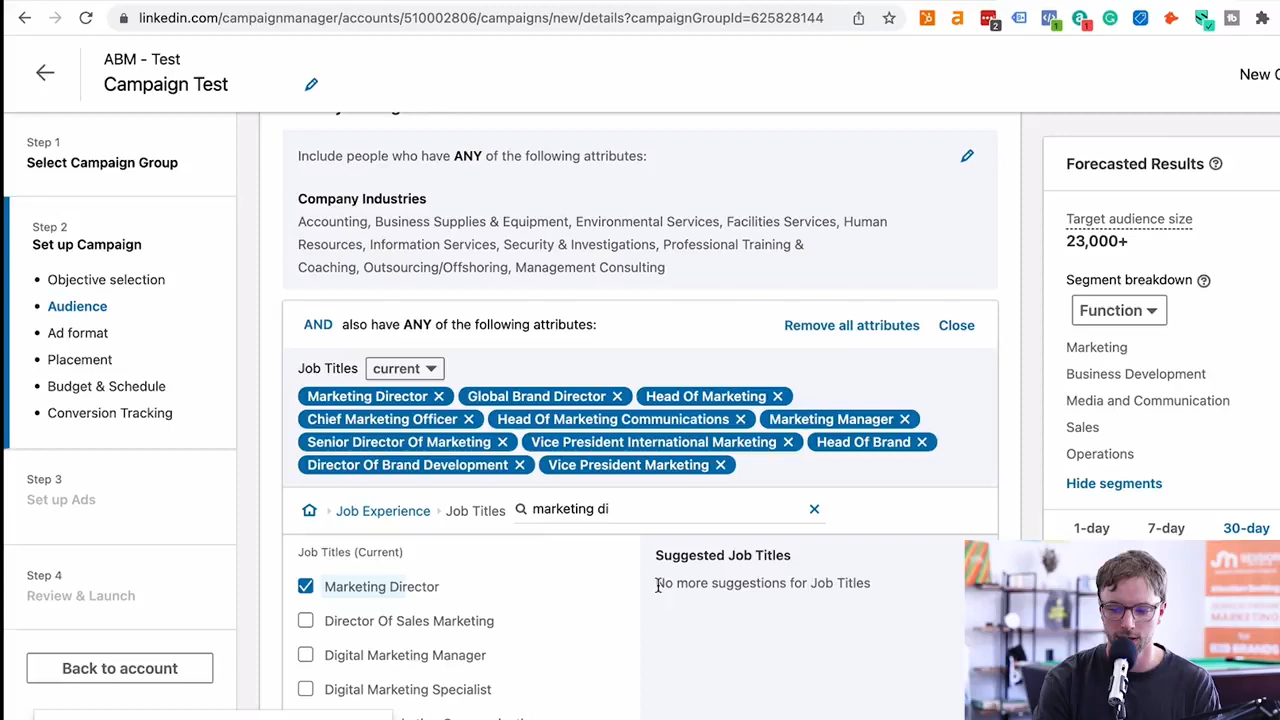 linkedin.com/campaignmanager/accounts/510002806/campaigns/new/details?campaignGroupId=625828144
2
1
1
ABM - Test
Campaign Test
New C
Step 1
Select Campaign Group
Step 2
Set up Campaign
Objective selection
Audience
Ad format
Placement
Budget & Schedule
Conversion Tracking
Step 3
Set up Ads
Step 4
Review & Launch
Back to account
Include people who have ANY of the following attributes:
Company Industries
Accounting, Business Supplies & Equipment, Environmental Services, Facilities Services, Human
Resources, Information Services, Security & Investigations, Professional Training &
Coaching, Outsourcing/Offshoring, Management Consulting
AND also have ANY of the following attributes:
Remove all attributes Close
Job Titles current
Marketing Director Global Brand Director Head Of Marketing
Chief Marketing Officer Head Of Marketing Communications Marketing Manager
Senior Director Of Marketing Vice President International Marketing Head Of Brand
Director Of Brand Development Vice President Marketing
Job Experience Job Titles marketing di
Job Titles (Current)
Marketing Director
Director Of Sales Marketing
Digital Marketing Manager
Digital Marketing Specialist
Suggested Job Titles
No more suggestions for Job Titles
Forecasted Results
Target audience size
23,000+
Segment breakdown
Function
Marketing
Business Development
Media and Communication
Sales
Operations
Hide segments
1-day 7-day 30-day